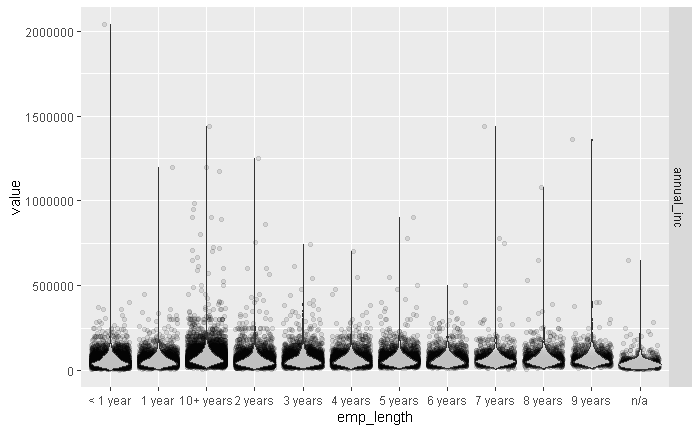 2000000
1500000
1000000
500000
0
value
annual_inc
< 1 year 1 year 10+ years 2 years 3 years 4 years 5 years 6 years 7 years 8 years 9 years n/a
emp_length